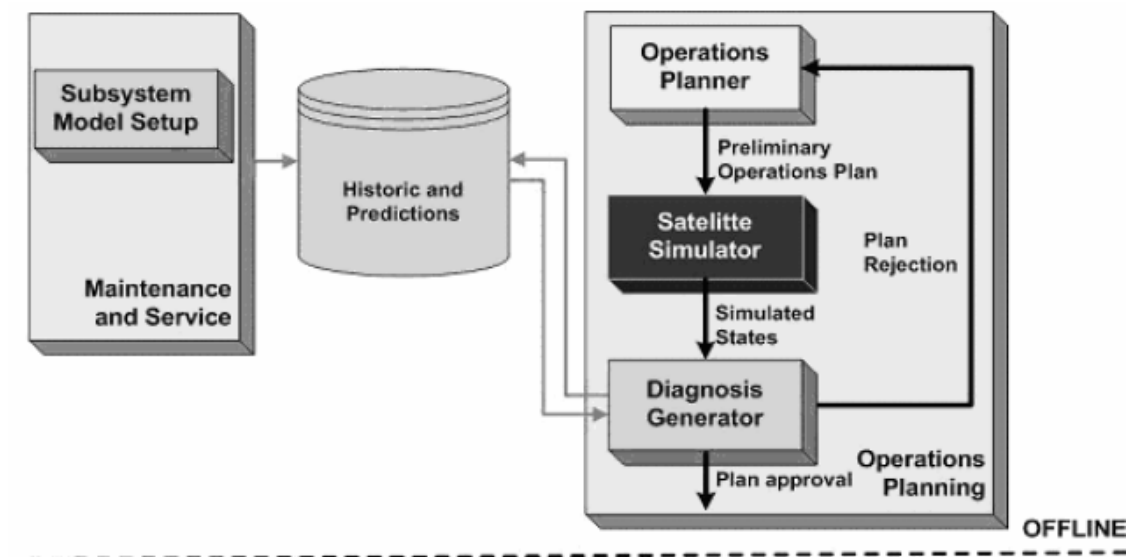 Subsystem
Model Setup
Maintenance
and Service
Historic and
Predictions
Operations
Planner
Preliminary
Operations Plan
Satelitte
Simulator
Plan
Rejection
Simulated
States
Diagnosis
Generator
Plan approval
Operations
Planning
OFFLINE